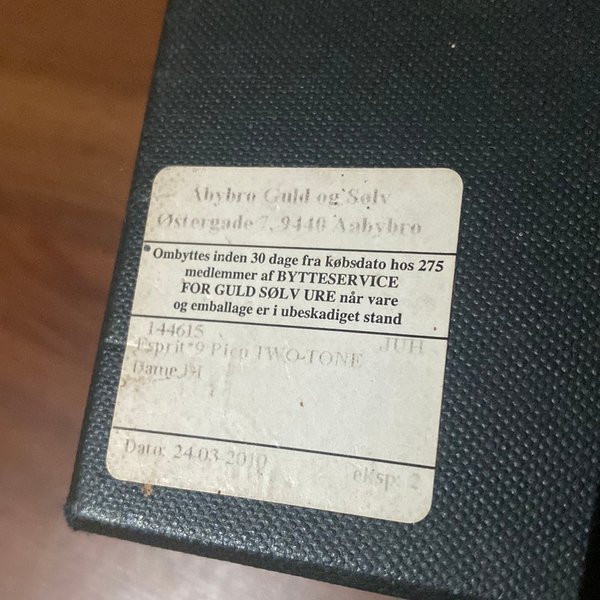 Åbybro Guld og Sølv
Østergade 7, 9440 Aabybro
Ombyttes inden 30 dage fra købsdato hos 275
medlemmer af BYTTESERVICE
FOR GULD SØLV URE når vare
og emballage er i ubeskadiget stand
144615 JUH
Esprit*9 Pico TWO-TONE
Dame
Dato: 24-03-2010 eksp: 2